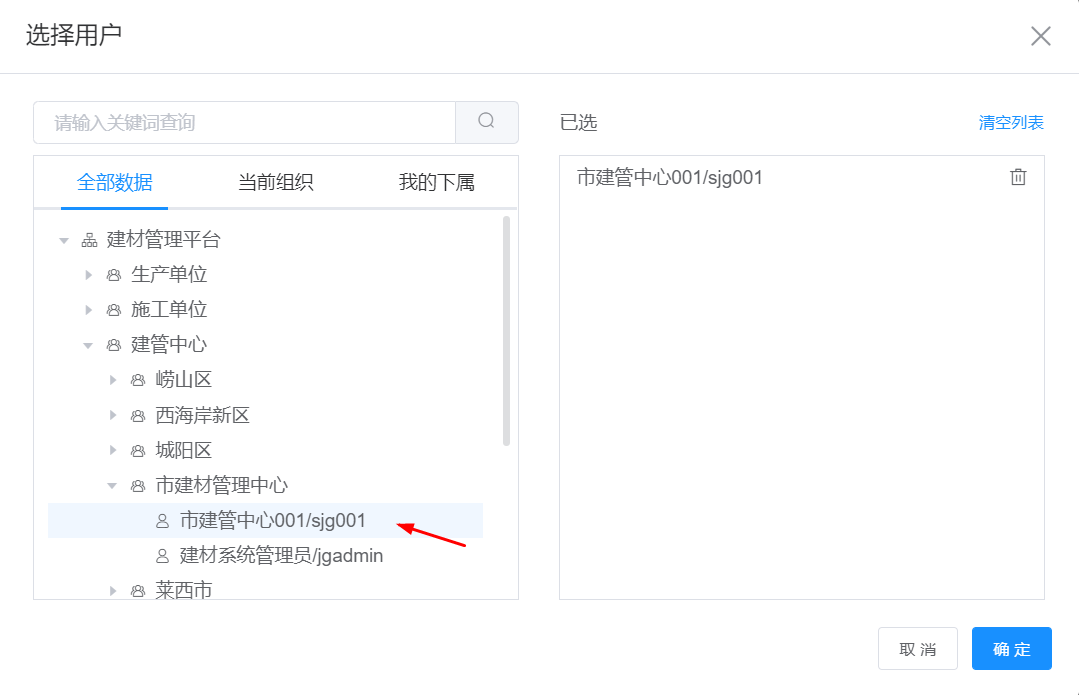 选择用户
请输入关键词查询
已选
清空列表
全部数据
当前组织
我的下属
市建管中心001/sjg001
建材管理平台
生产单位
施工单位
建管中心
崂山区
西海岸新区
城阳区
市建材管理中心
市建管中心001/sjg001
建材系统管理员/jgadmin
莱西市
取 消
确 定